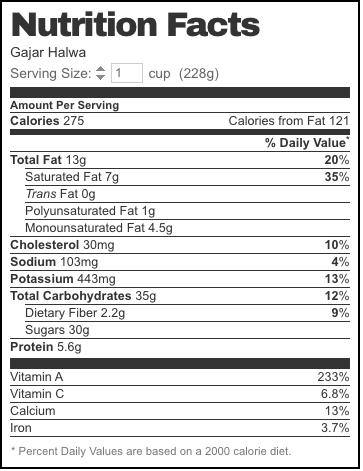 Nutrition Facts
Gajar Halwa
Serving Size: 1 cup (228g)
Amount Per Serving
Calories 275 Calories from Fat 121
% Daily Value*
Total Fat 13g 20%
Saturated Fat 7g 35%
Trans Fat 0g
Polyunsaturated Fat 1g
Monounsaturated Fat 4.5g
Cholesterol 30mg 10%
Sodium 103mg 4%
Potassium 443mg 13%
Total Carbohydrates 35g 12%
Dietary Fiber 2.2g 9%
Sugars 30g
Protein 5.6g
Vitamin A 233%
Vitamin C 6.8%
Calcium 13%
Iron 3.7%
* Percent Daily Values are based on a 2000 calorie diet.